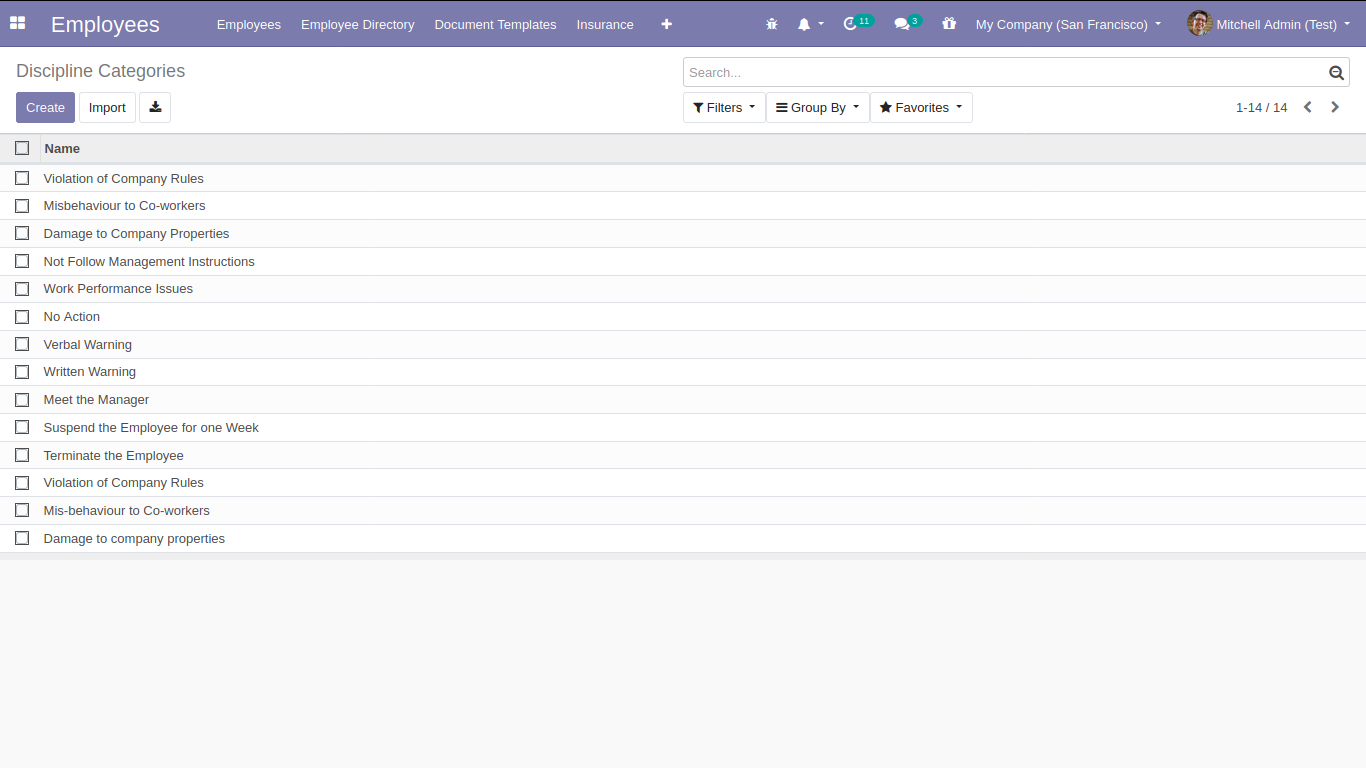 Employees Employees Employee Directory Document Templates Insurance 11 3 My Company (San Francisco) Mitchell Admin (Test)
Discipline Categories Search...
Create Import Filters Group By Favorites 1-14 / 14
Name
Violation of Company Rules
Misbehaviour to Co-workers
Damage to Company Properties
Not Follow Management Instructions
Work Performance Issues
No Action
Verbal Warning
Written Warning
Meet the Manager
Suspend the Employee for one Week
Terminate the Employee
Violation of Company Rules
Mis-behaviour to Co-workers
Damage to company properties